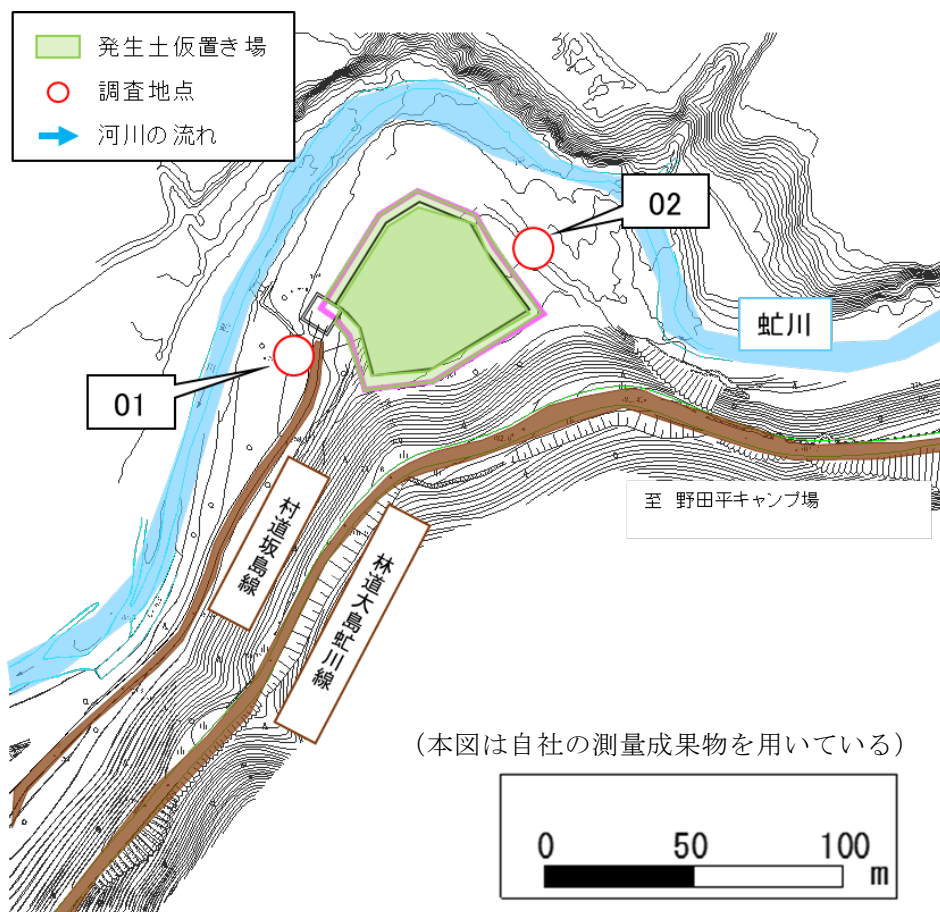 発生土仮置き場
調査地点
河川の流れ
02
虻川
01
至 野田平キャンプ場
村道坂島線
林道大島虻川線
（本図は自社の測量成果物を用いている）
0 50 100
m